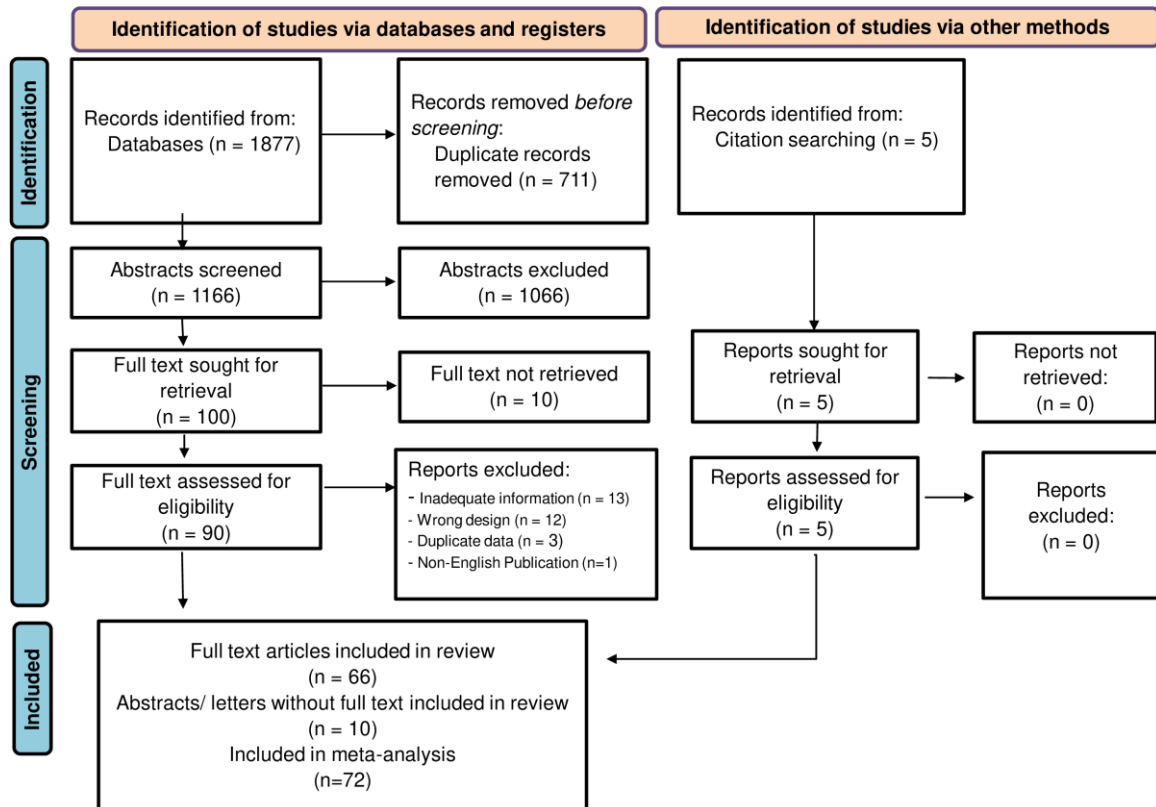 Identification of studies via databases and registers
Identification of studies via other methods
Identification
Records identified from:
Databases (n = 1877)
Records removed before
screening:
Duplicate records
removed (n = 711)
Records identified from:
Citation searching (n = 5)
Screening
Abstracts screened
(n = 1166)
Abstracts excluded
(n = 1066)
Full text sought for
retrieval
(n = 100)
Full text not retrieved
(n = 10)
Reports sought for
retrieval
(n = 5)
Reports not
retrieved:
(n = 0)
Full text assessed for
eligibility
(n = 90)
Reports excluded:
- Inadequate information (n = 13)
- Wrong design (n = 12)
- Duplicate data (n = 3)
- Non-English Publication (n=1)
Reports assessed for
eligibility
(n = 5)
Reports
excluded:
(n = 0)
Included
Full text articles included in review
(n = 66)
Abstracts/ letters without full text included in review
(n = 10)
Included in meta-analysis
(n=72)